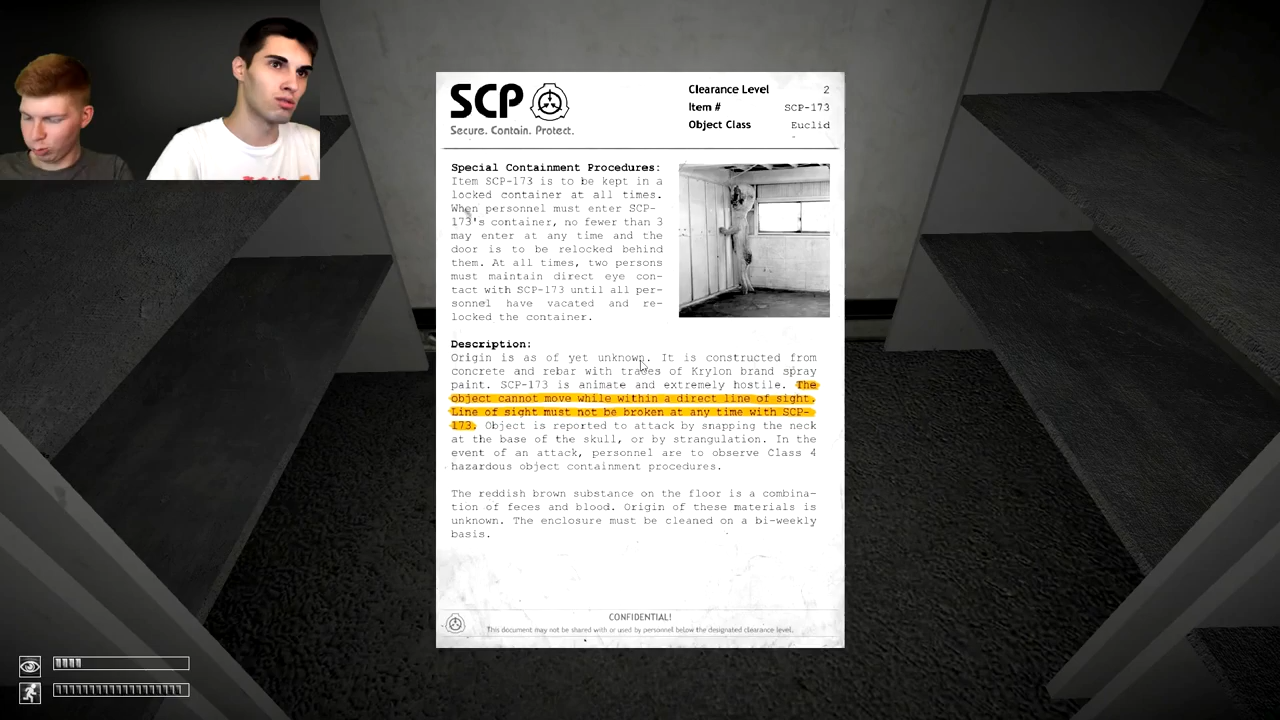 SCP
Secure. Contain. Protect.
Clearance Level 2
Item # SCP-173
Object Class Euclid
Special Containment Procedures:
Item SCP-173 is to be kept in a
locked container at all times.
When personnel must enter SCP-
173's container, no fewer than 3
may enter at any time and the
door is to be relocked behind
them. At all times, two persons
must maintain direct eye con-
tact with SCP-173 until all per-
sonnel have vacated and re-
locked the container.
Description:
Origin is as of yet unknown. It is constructed from
concrete and rebar with traces of Krylon brand spray
paint. SCP-173 is animate and extremely hostile. The
object cannot move while within a direct line of sight.
Line of sight must not be broken at any time with SCP-
173. Object is reported to attack by snapping the neck
at the base of the skull, or by strangulation. In the
event of an attack, personnel are to observe Class 4
hazardous object containment procedures.
The reddish brown substance on the floor is a combina-
tion of feces and blood. Origin of these materials is
unknown. The enclosure must be cleaned on a bi-weekly
basis.
CONFIDENTIAL!
This document may not be shared with or used by personnel below the designated clearance level.